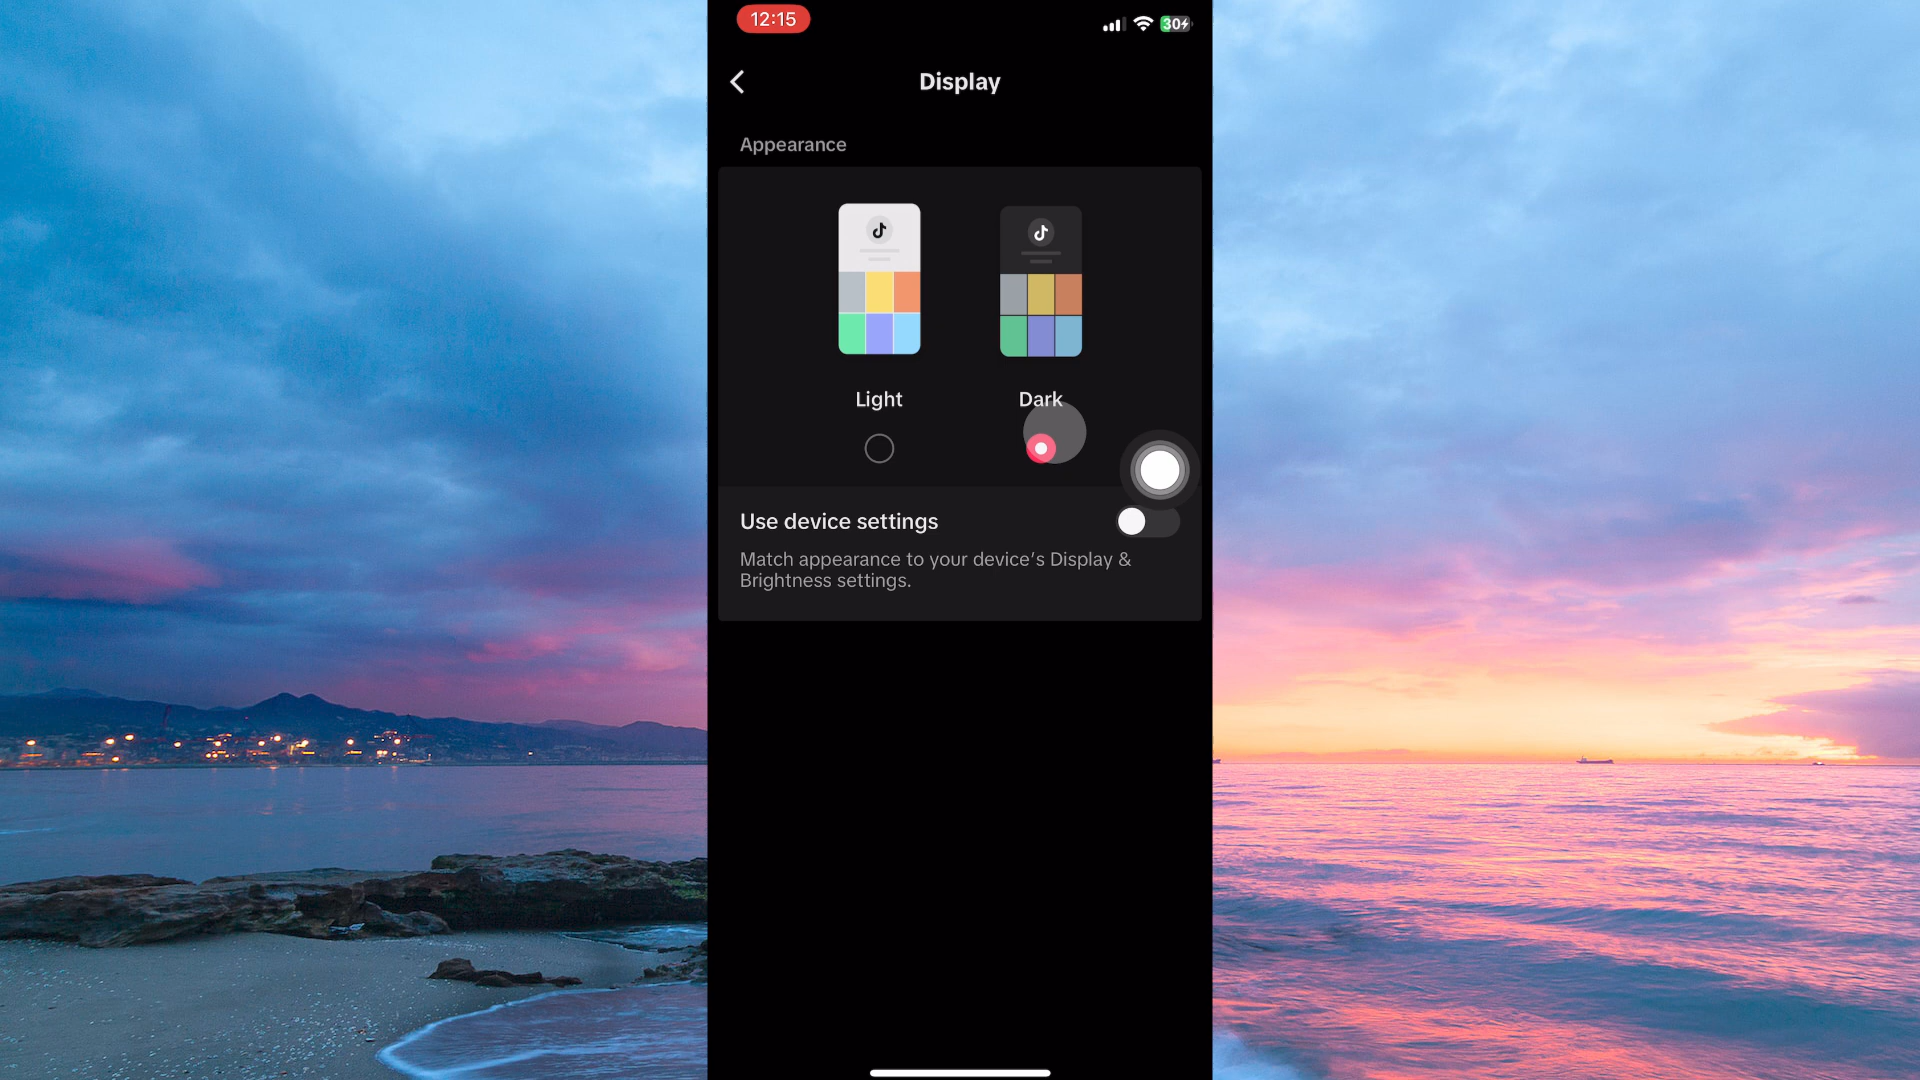 12:15
30
Display
Appearance
Light
Dark
Use device settings
Match appearance to your device's Display &
Brightness settings.